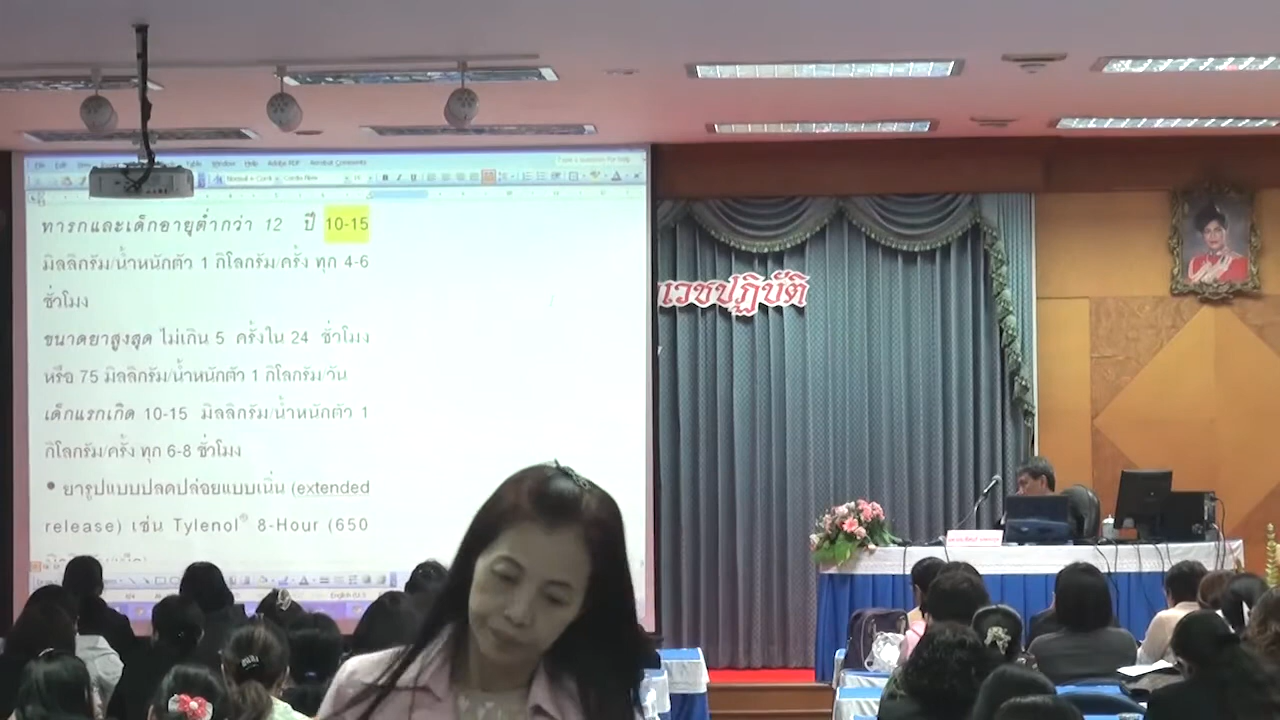 Window Help Adobe PDF Acrobat Comments
ทารกและเด็กอายุต่ำกว่า 12 ปี 10-15
มิลลิกรัม/น้ำหนักตัว 1 กิโลกรัม/ครั้ง ทุก 4-6
ชั่วโมง
ขนาดยาสูงสุด ไม่เกิน 5 ครั้งใน 24 ชั่วโมง
หรือ 75 มิลลิกรัม/น้ำหนักตัว 1 กิโลกรัม/วัน
เด็กแรกเกิด 10-15 มิลลิกรัม/น้ำหนักตัว 1
กิโลกรัม/ครั้ง ทุก 6-8 ชั่วโมง
• ยารูปแบบปลดปล่อยแบบเนิ่น (extended
release) เช่น Tylenol® 8-Hour (650
เวชปฏิบัติ